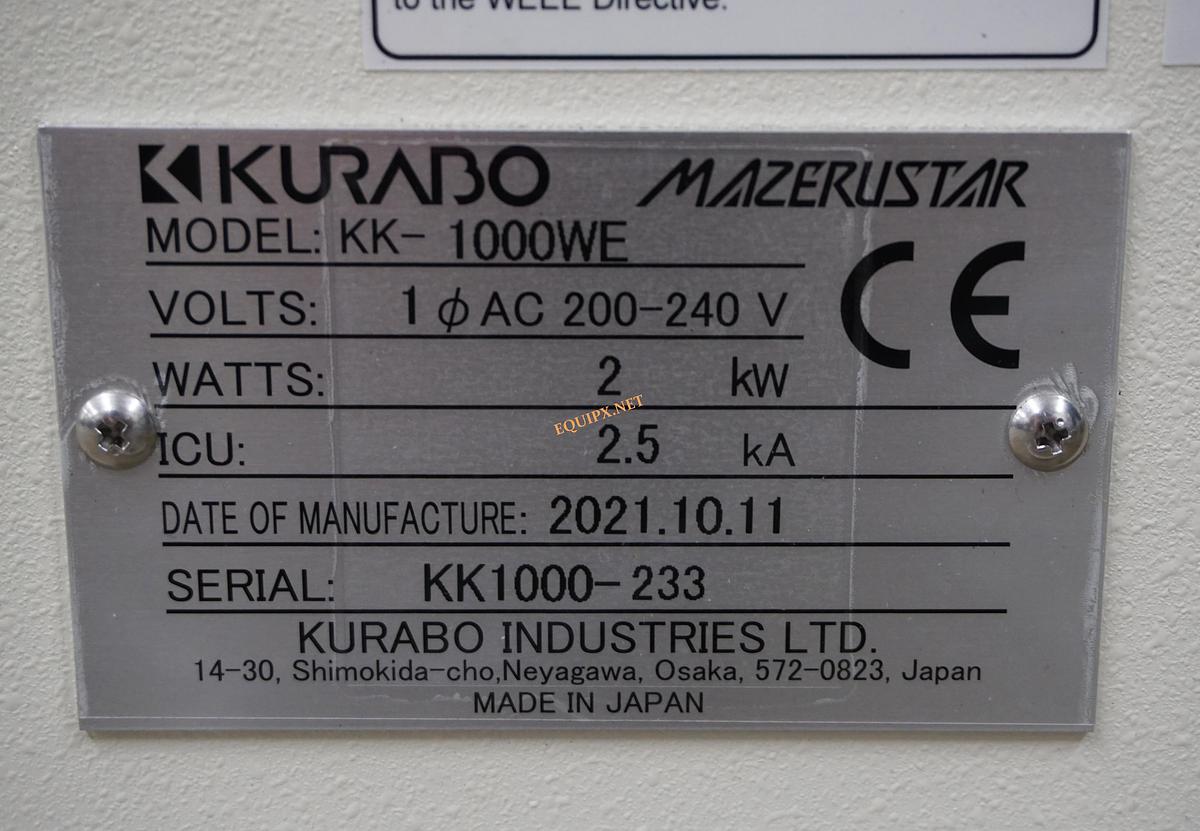 to the WEEE Directive.
KURABO MAZERUSTAR
MODEL: KK- 1000WE
CE
VOLTS: 1 φ AC 200-240 V
WATTS: 2 kW
EQUIPX.NET
ICU: 2.5 kA
DATE OF MANUFACTURE: 2021.10.11
SERIAL: KK1000-233
KURABO INDUSTRIES LTD.
14-30, Shimokida-cho,Neyagawa, Osaka, 572-0823, Japan
MADE IN JAPAN